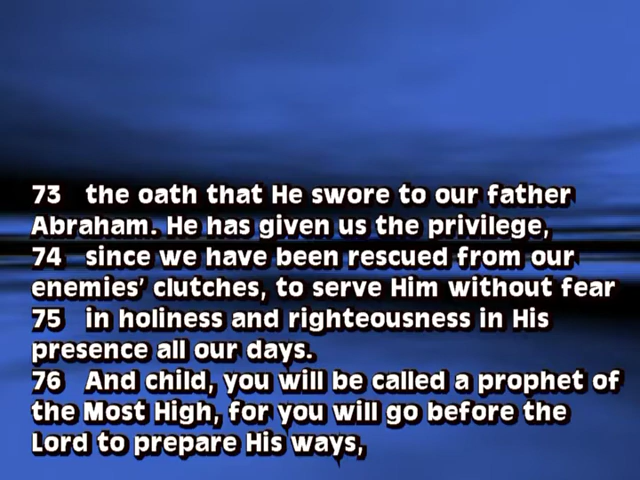 73 the oath that He swore to our father
Abraham. He has given us the privilege,
74 since we have been rescued from our
enemies' clutches, to serve Him without fear
75 in holiness and righteousness in His
presence all our days.
76 And child, you will be called a prophet of
the Most High, for you will go before the
Lord to prepare His ways,